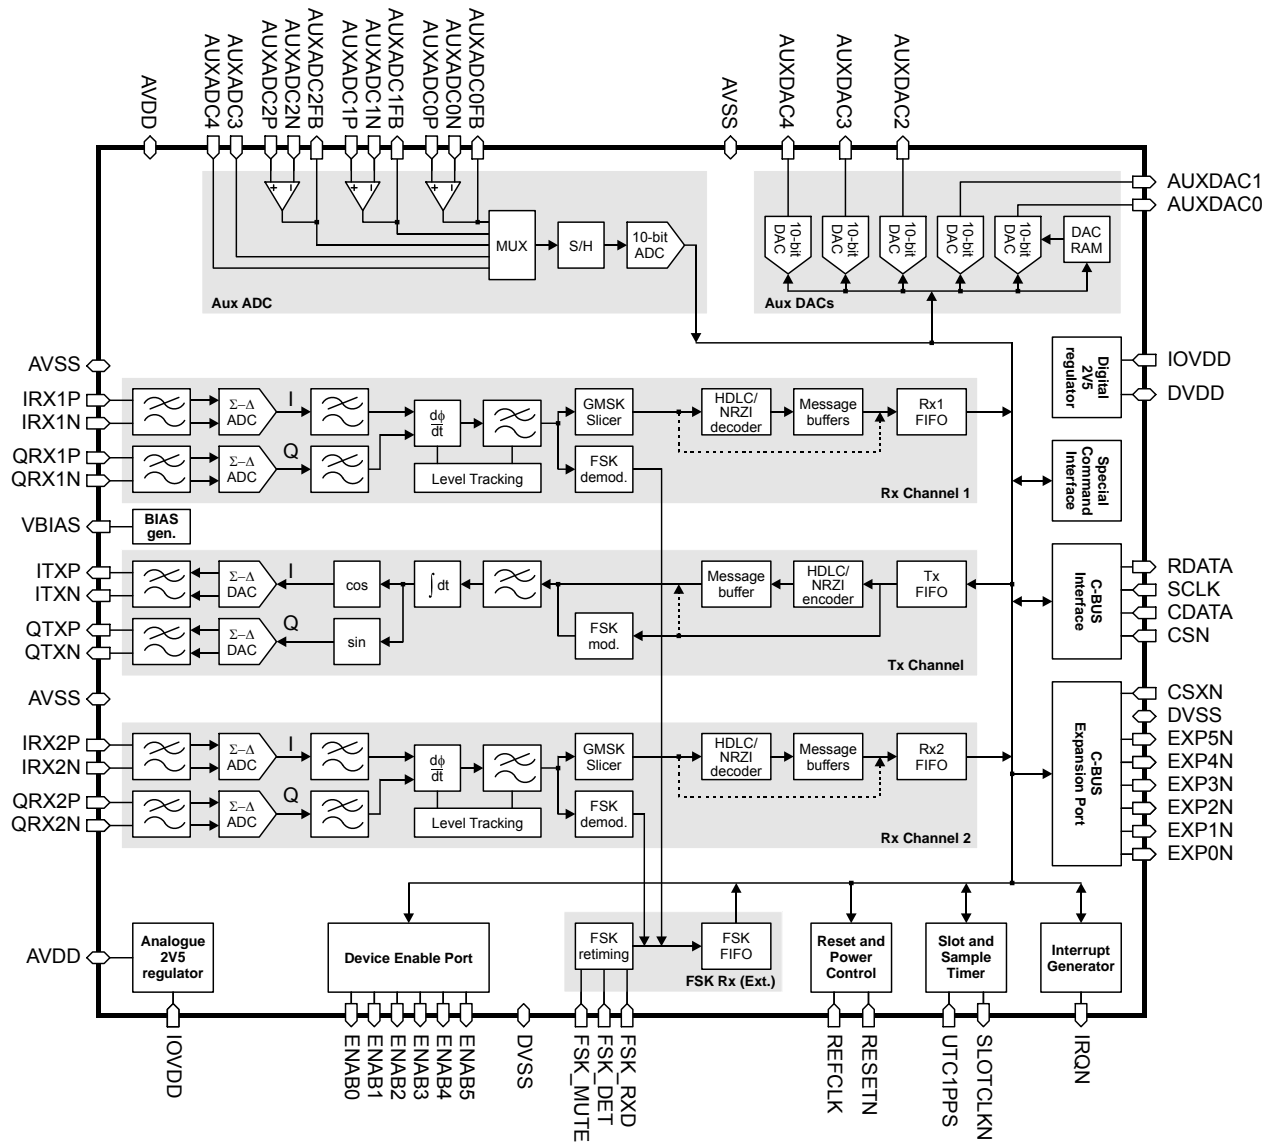 AVDD
AUXADC4
AUXADC3
AUXADC2P
AUXADC2N
AUXADC2FB
AUXADC1P
AUXADC1N
AUXADC1FB
AUXADC0P
AUXADC0N
AUXADC0FB
AVSS
AUXDAC4
AUXDAC3
AUXDAC2
AUXDAC1
AUXDAC0
+
−
+
−
+
−
MUX
S/H
10-bit
ADC
Aux ADC
10-bit
DAC
10-bit
DAC
10-bit
DAC
10-bit
DAC
10-bit
DAC
DAC
RAM
Aux DACs
AVSS
IRX1P
IRX1N
QRX1P
QRX1N
Σ−Δ
ADC
I
Σ−Δ
ADC
Q
dϕ
dt
Level Tracking
GMSK
Slicer
FSK
demod.
HDLC/
NRZI
decoder
Message
buffers
Rx1
FIFO
Rx Channel 1
Digital
2V5
regulator
IOVDD
DVDD
Special
Command
Interface
VBIAS
BIAS
gen.
ITXP
ITXN
QTXP
QTXN
Σ−Δ
DAC
I
Σ−Δ
DAC
Q
cos
sin
∫dt
FSK
mod.
Message
buffer
HDLC/
NRZI
encoder
Tx
FIFO
Tx Channel
C-BUS
Interface
RDATA
SCLK
CDATA
CSN
AVSS
IRX2P
IRX2N
QRX2P
QRX2N
Σ−Δ
ADC
I
Σ−Δ
ADC
Q
dϕ
dt
Level Tracking
GMSK
Slicer
FSK
demod.
HDLC/
NRZI
decoder
Message
buffers
Rx2
FIFO
Rx Channel 2
C-BUS
Expansion Port
CSXN
DVSS
EXP5N
EXP4N
EXP3N
EXP2N
EXP1N
EXP0N
AVDD
Analogue
2V5
regulator
Device Enable Port
FSK
retiming
FSK
FIFO
FSK Rx (Ext.)
Reset and
Power
Control
Slot and
Sample
Timer
Interrupt
Generator
IOVDD
ENAB0
ENAB1
ENAB2
ENAB3
ENAB4
ENAB5
DVSS
FSK_MUTE
FSK_DET
FSK_RXD
REFCLK
RESETN
UTC1PPS
SLOTCLKN
IRQN